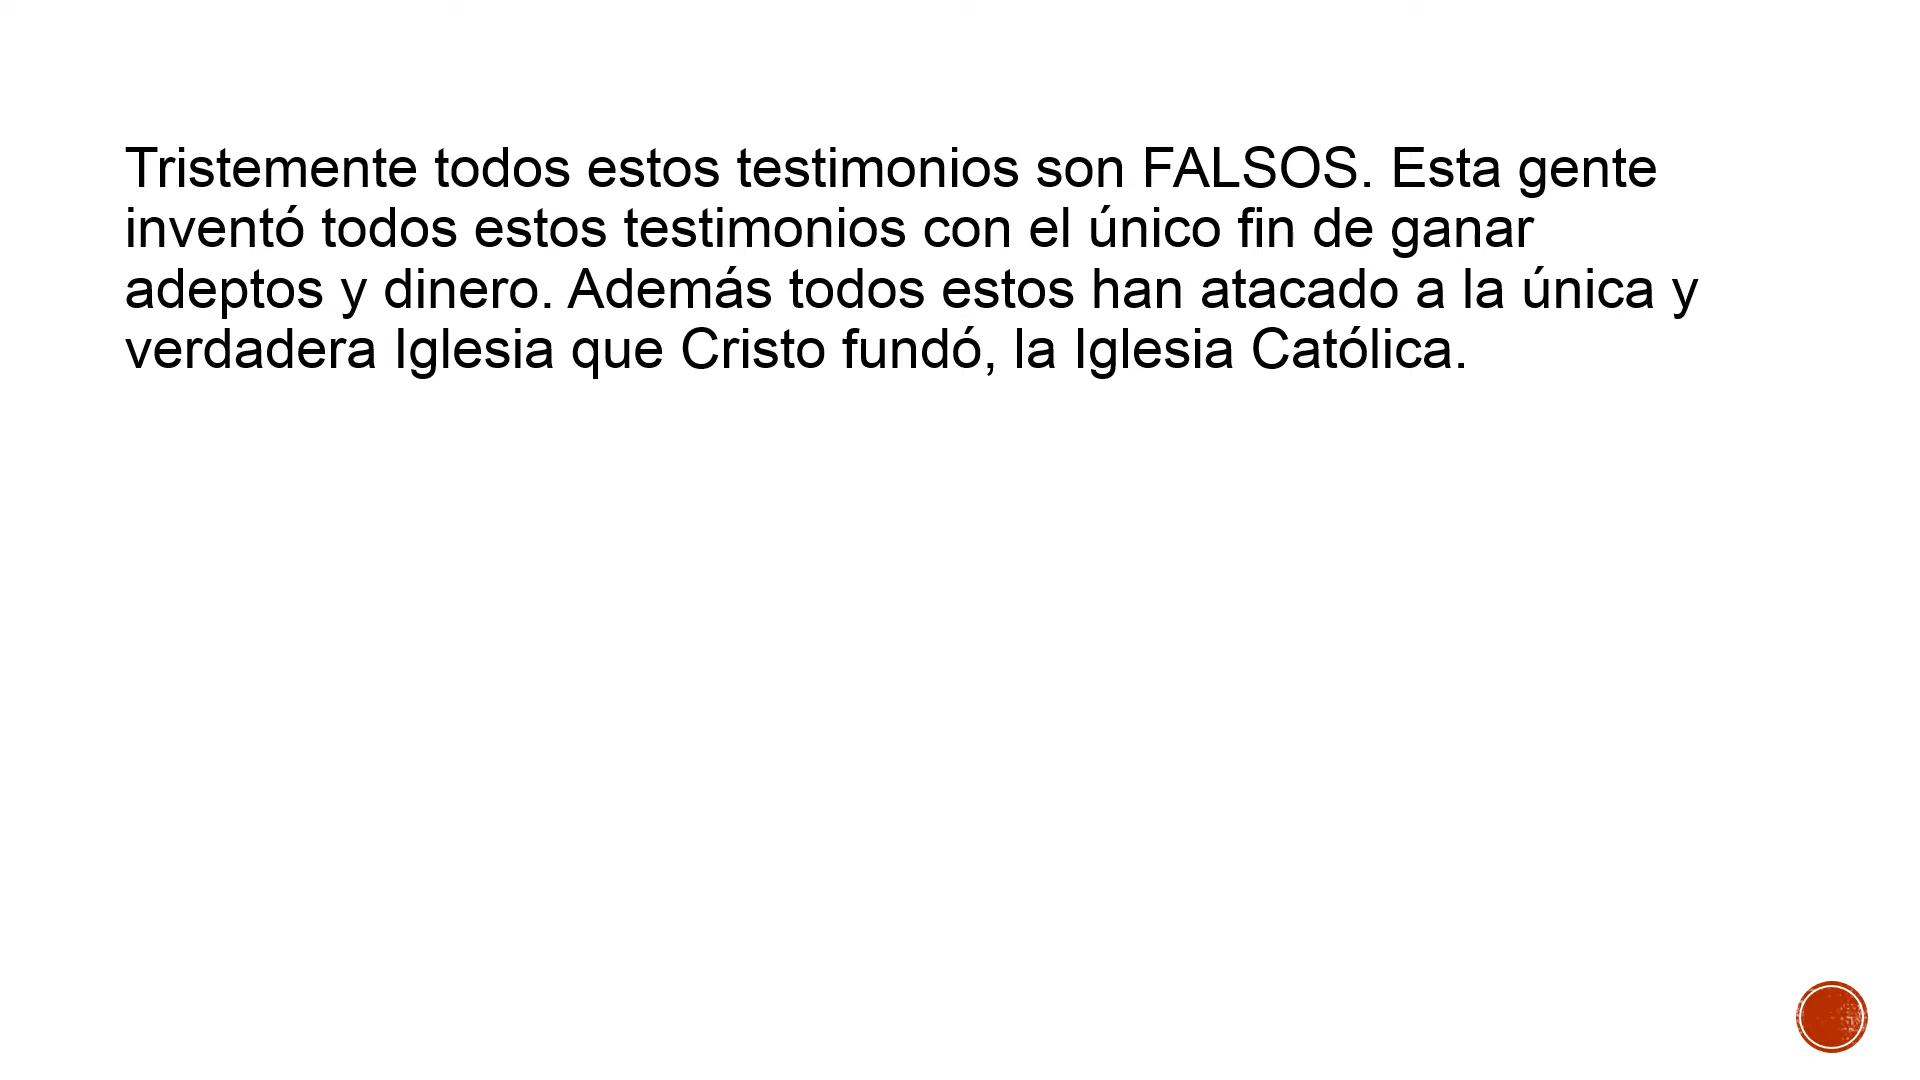 Tristemente todos estos testimonios son FALSOS. Esta gente
inventó todos estos testimonios con el único fin de ganar
adeptos y dinero. Además todos estos han atacado a la única y
verdadera Iglesia que Cristo fundó, la Iglesia Católica.